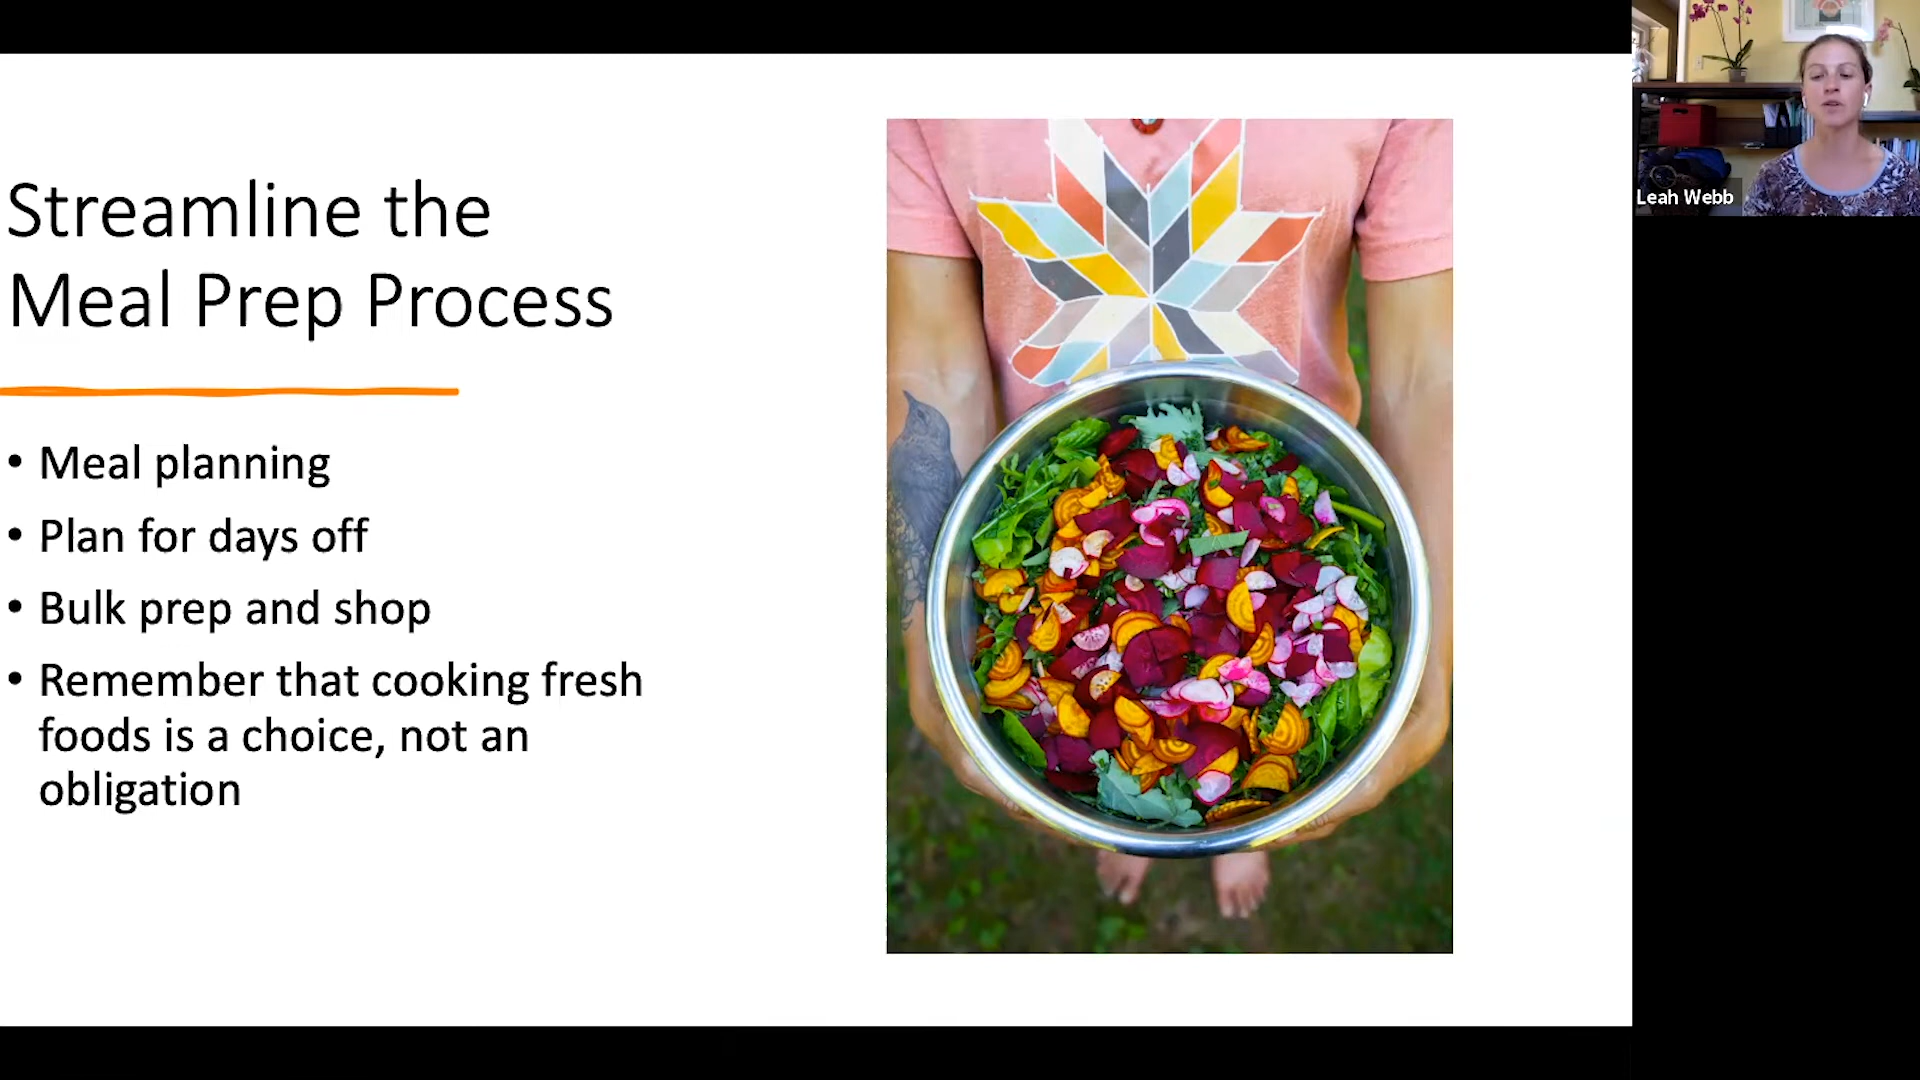 Streamline the
Meal Prep Process
• Meal planning
• Plan for days off
• Bulk prep and shop
• Remember that cooking fresh
foods is a choice, not an
obligation
Leah Webb